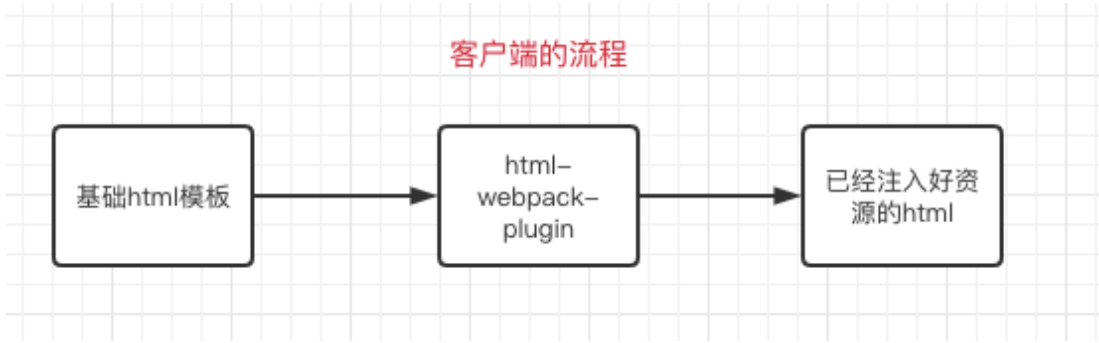 客户端的流程
基础html模板
html-
webpack-
plugin
已经注入好资
源的html